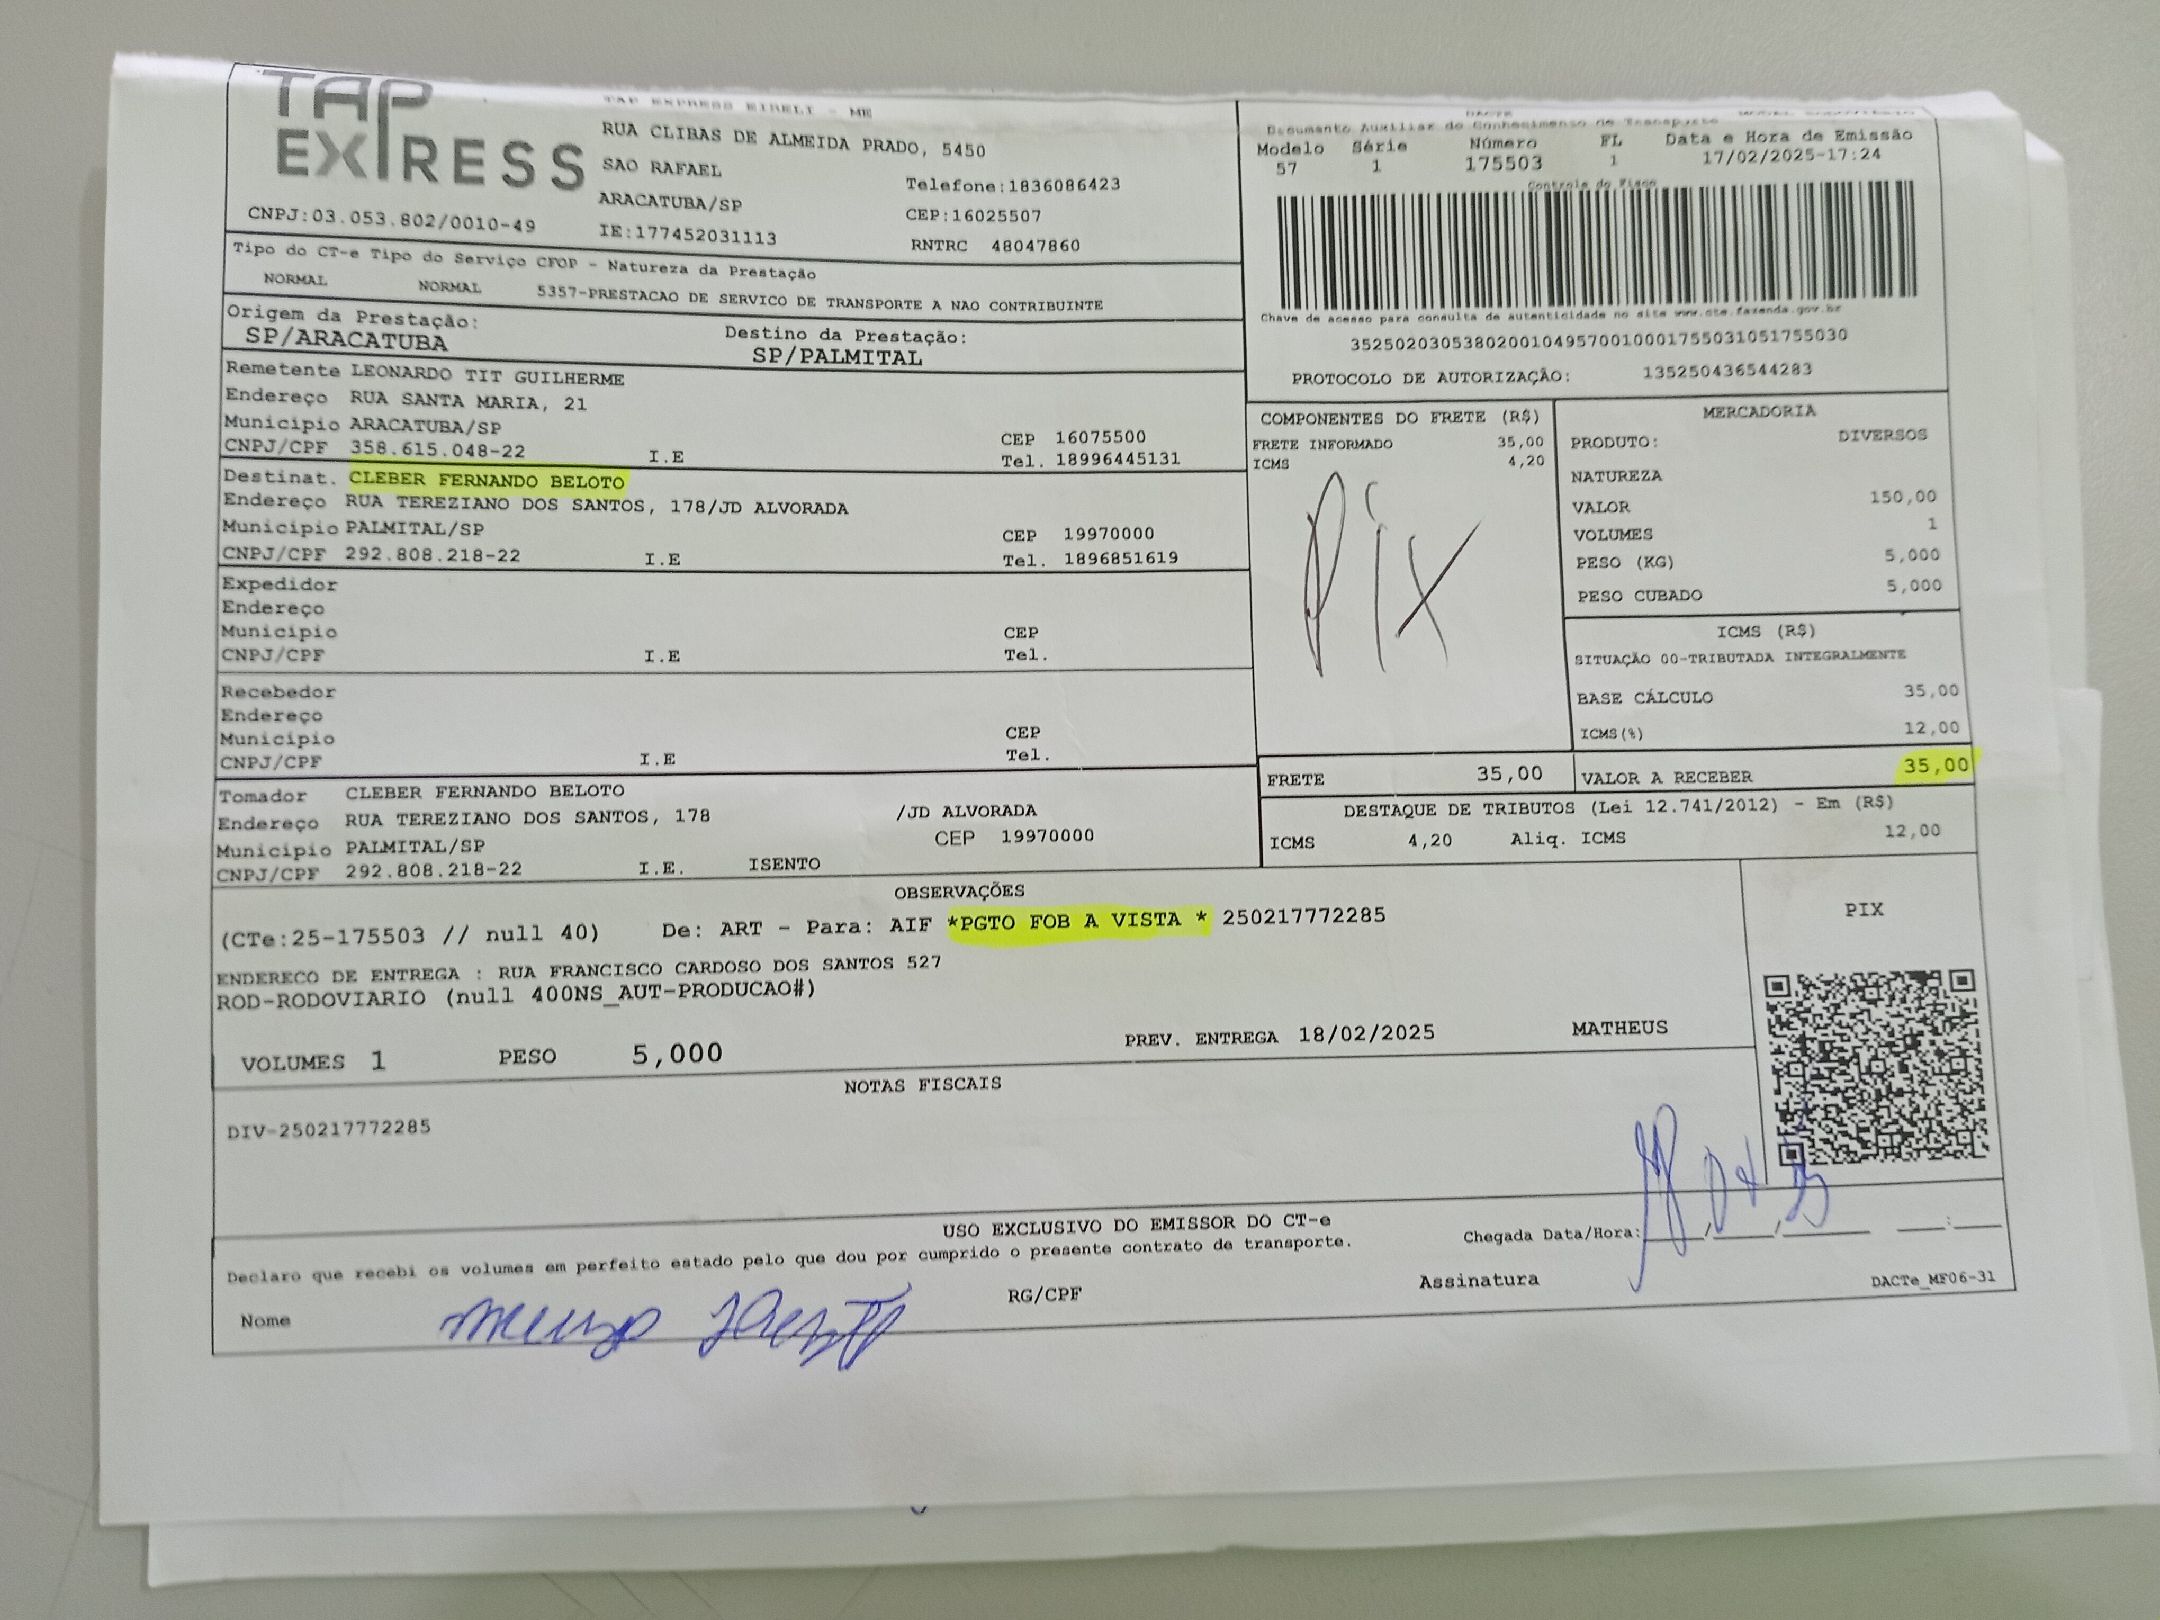 TAP
EXPRESS
CNPJ:03.053.802/0010-49
TAP EXPRESS EIRELI - ME
RUA CLIBAS DE ALMEIDA PRADO, 5450
SAO RAFAEL
ARACATUBA/SP
IE:177452031113
Telefone:1836086423
CEP:16025507
RNTRC 48047860
DACTE
Documento Auxiliar do Conhecimento de Transporte
Modelo Série Número FL Data e Hora de Emissão
57 1 175503 1 17/02/2025-17:24
Controle do Fisco
Chave de acesso para consulta de autenticidade no site www.cte.fazenda.gov.br
35250203053802001049570010001755031051755030
PROTOCOLO DE AUTORIZAÇÃO: 135250436544283
Tipo do CT-e Tipo do Serviço CFOP - Natureza da Prestação
NORMAL NORMAL 5357-PRESTACAO DE SERVICO DE TRANSPORTE A NAO CONTRIBUINTE
Origem da Prestação: Destino da Prestação:
SP/ARACATUBA SP/PALMITAL
Remetente LEONARDO TIT GUILHERME
Endereço RUA SANTA MARIA, 21
Municipio ARACATUBA/SP CEP 16075500
CNPJ/CPF 358.615.048-22 I.E Tel. 18996445131
Destinat. CLEBER FERNANDO BELOTO
Endereço RUA TEREZIANO DOS SANTOS, 178/JD ALVORADA
Municipio PALMITAL/SP CEP 19970000
CNPJ/CPF 292.808.218-22 I.E Tel. 1896851619
Expedidor
Endereço
Municipio CEP
CNPJ/CPF I.E Tel.
Recebedor
Endereço
Municipio CEP
CNPJ/CPF I.E Tel.
Tomador CLEBER FERNANDO BELOTO
Endereço RUA TEREZIANO DOS SANTOS, 178 /JD ALVORADA
Municipio PALMITAL/SP CEP 19970000
CNPJ/CPF 292.808.218-22 I.E. ISENTO
COMPONENTES DO FRETE (R$)
FRETE INFORMADO 35,00
ICMS 4,20
Pix
MERCADORIA
PRODUTO: DIVERSOS
NATUREZA
VALOR 150,00
VOLUMES 1
PESO (KG) 5,000
PESO CUBADO 5,000
ICMS (R$)
SITUAÇÃO 00-TRIBUTADA INTEGRALMENTE
BASE CÁLCULO 35,00
ICMS(%) 12,00
FRETE 35,00 VALOR A RECEBER 35,00
DESTAQUE DE TRIBUTOS (Lei 12.741/2012) - Em (R$)
ICMS 4,20 Aliq. ICMS 12,00
OBSERVAÇÕES
(CTe:25-175503 // null 40) De: ART - Para: AIF *PGTO FOB A VISTA * 250217772285
ENDERECO DE ENTREGA : RUA FRANCISCO CARDOSO DOS SANTOS 527
ROD-RODOVIARIO (null 400NS_AUT-PRODUCAO#)
VOLUMES 1 PESO 5,000 PREV. ENTREGA 18/02/2025 MATHEUS
PIX
NOTAS FISCAIS
DIV-250217772285
USO EXCLUSIVO DO EMISSOR DO CT-e
Declaro que recebi os volumes em perfeito estado pelo que dou por cumprido o presente contrato de transporte.
Chegada Data/Hora:
Nome RG/CPF Assinatura
DACTe_MF06-31